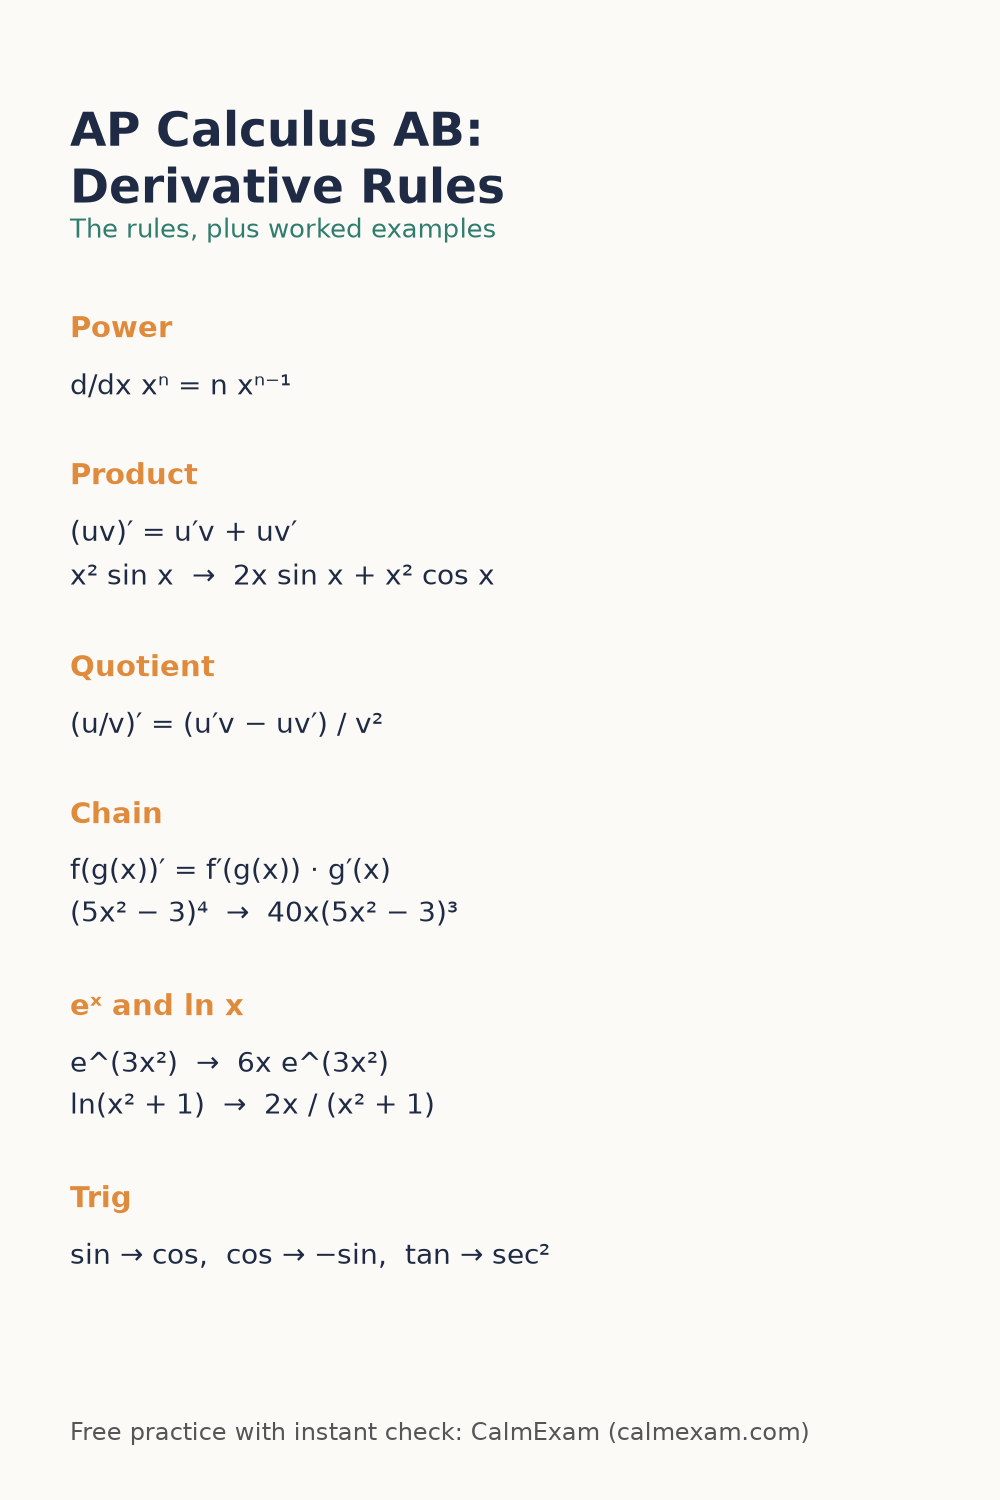 AP Calculus AB:
Derivative Rules
The rules, plus worked examples
Power
d/dx xⁿ = n xⁿ⁻¹
Product
(uv)′ = u′v + uv′
x² sin x → 2x sin x + x² cos x
Quotient
(u/v)′ = (u′v − uv′) / v²
Chain
f(g(x))′ = f′(g(x)) · g′(x)
(5x² − 3)⁴ → 40x(5x² − 3)³
eˣ and ln x
e^(3x²) → 6x e^(3x²)
ln(x² + 1) → 2x / (x² + 1)
Trig
sin → cos, cos → −sin, tan → sec²
Free practice with instant check: CalmExam (calmexam.com)